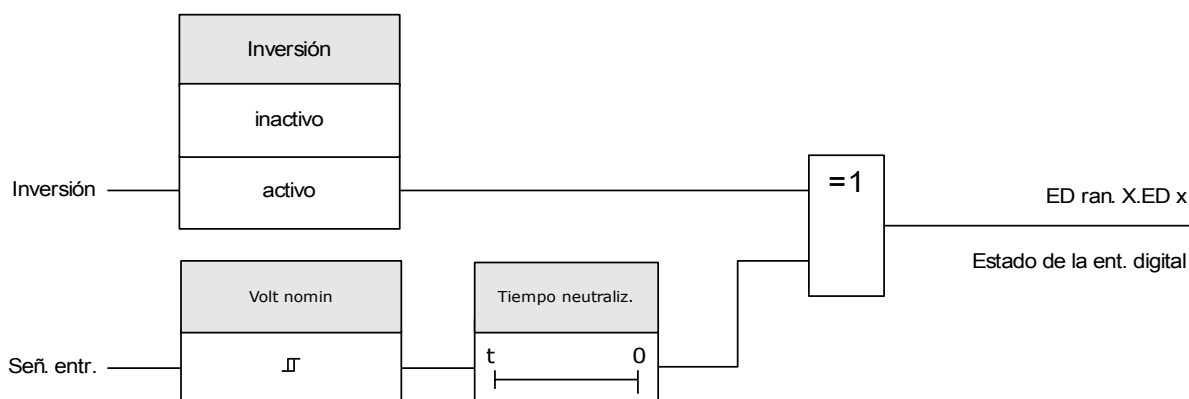 Inversión
inactivo
Inversión
activo
=1
ED ran. X.ED x
Estado de la ent. digital
Volt nomin
Tiempo neutraliz.
Señ. entr.
t
0